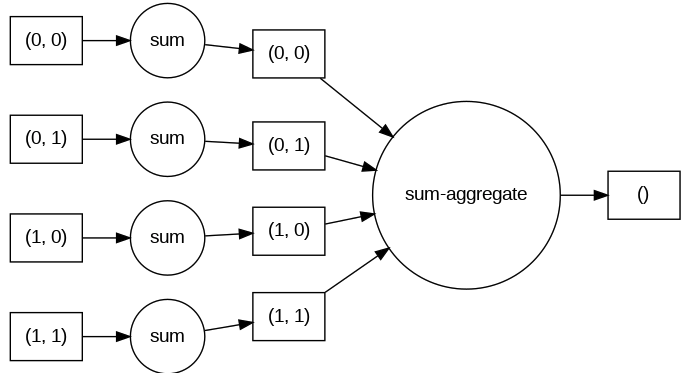 (0, 0)
sum
(0, 0)
(0, 1)
sum
(0, 1)
sum-aggregate
()
(1, 0)
sum
(1, 0)
(1, 1)
sum
(1, 1)